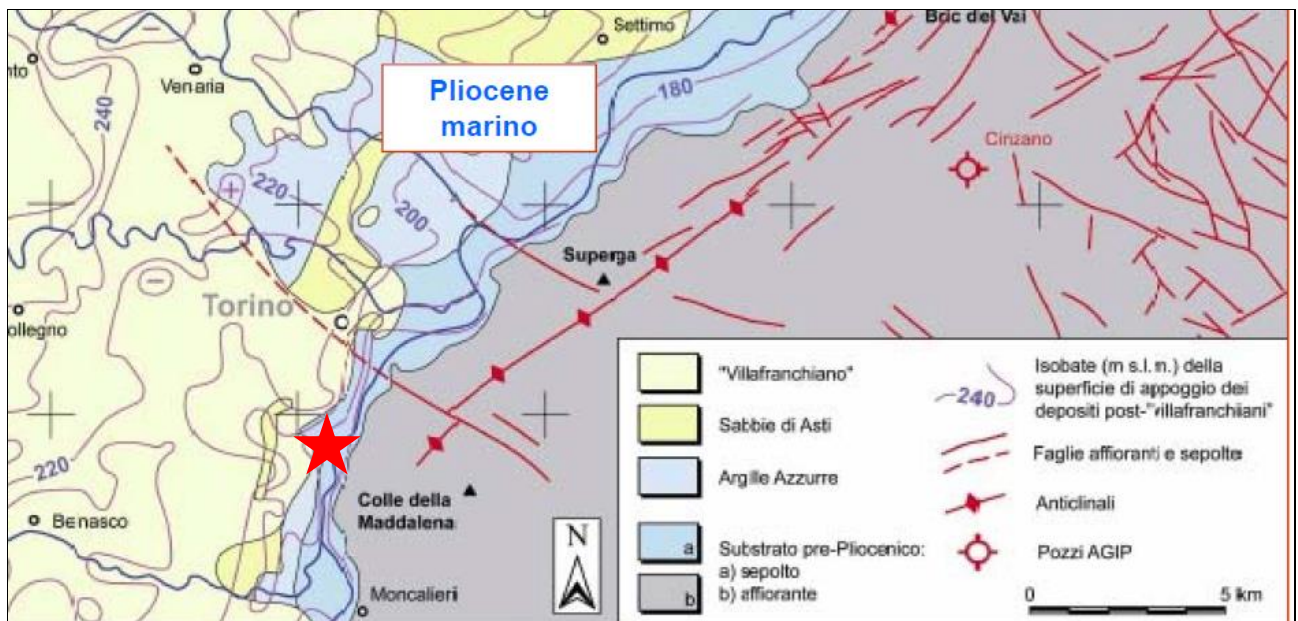 Settimo
Bric del Vai
nto
Venaria
240
Pliocene
marino
180
Cinzano
220
200
Superga
Torino
ollegno
220
Benasco
Colle della
Maddalena
Moncalieri
N
"Villafranchiano"
Sabbie di Asti
Argille Azzurre
a
Substrato pre-Pliocenico:
a) sepolto
b
b) affiorante
240
Isobate (m s.l.m.) della
superficie di appoggio dei
depositi post-"villafranchiani"
Faglie affioranti e sepolte
Anticlinali
Pozzi AGIP
0
5 km